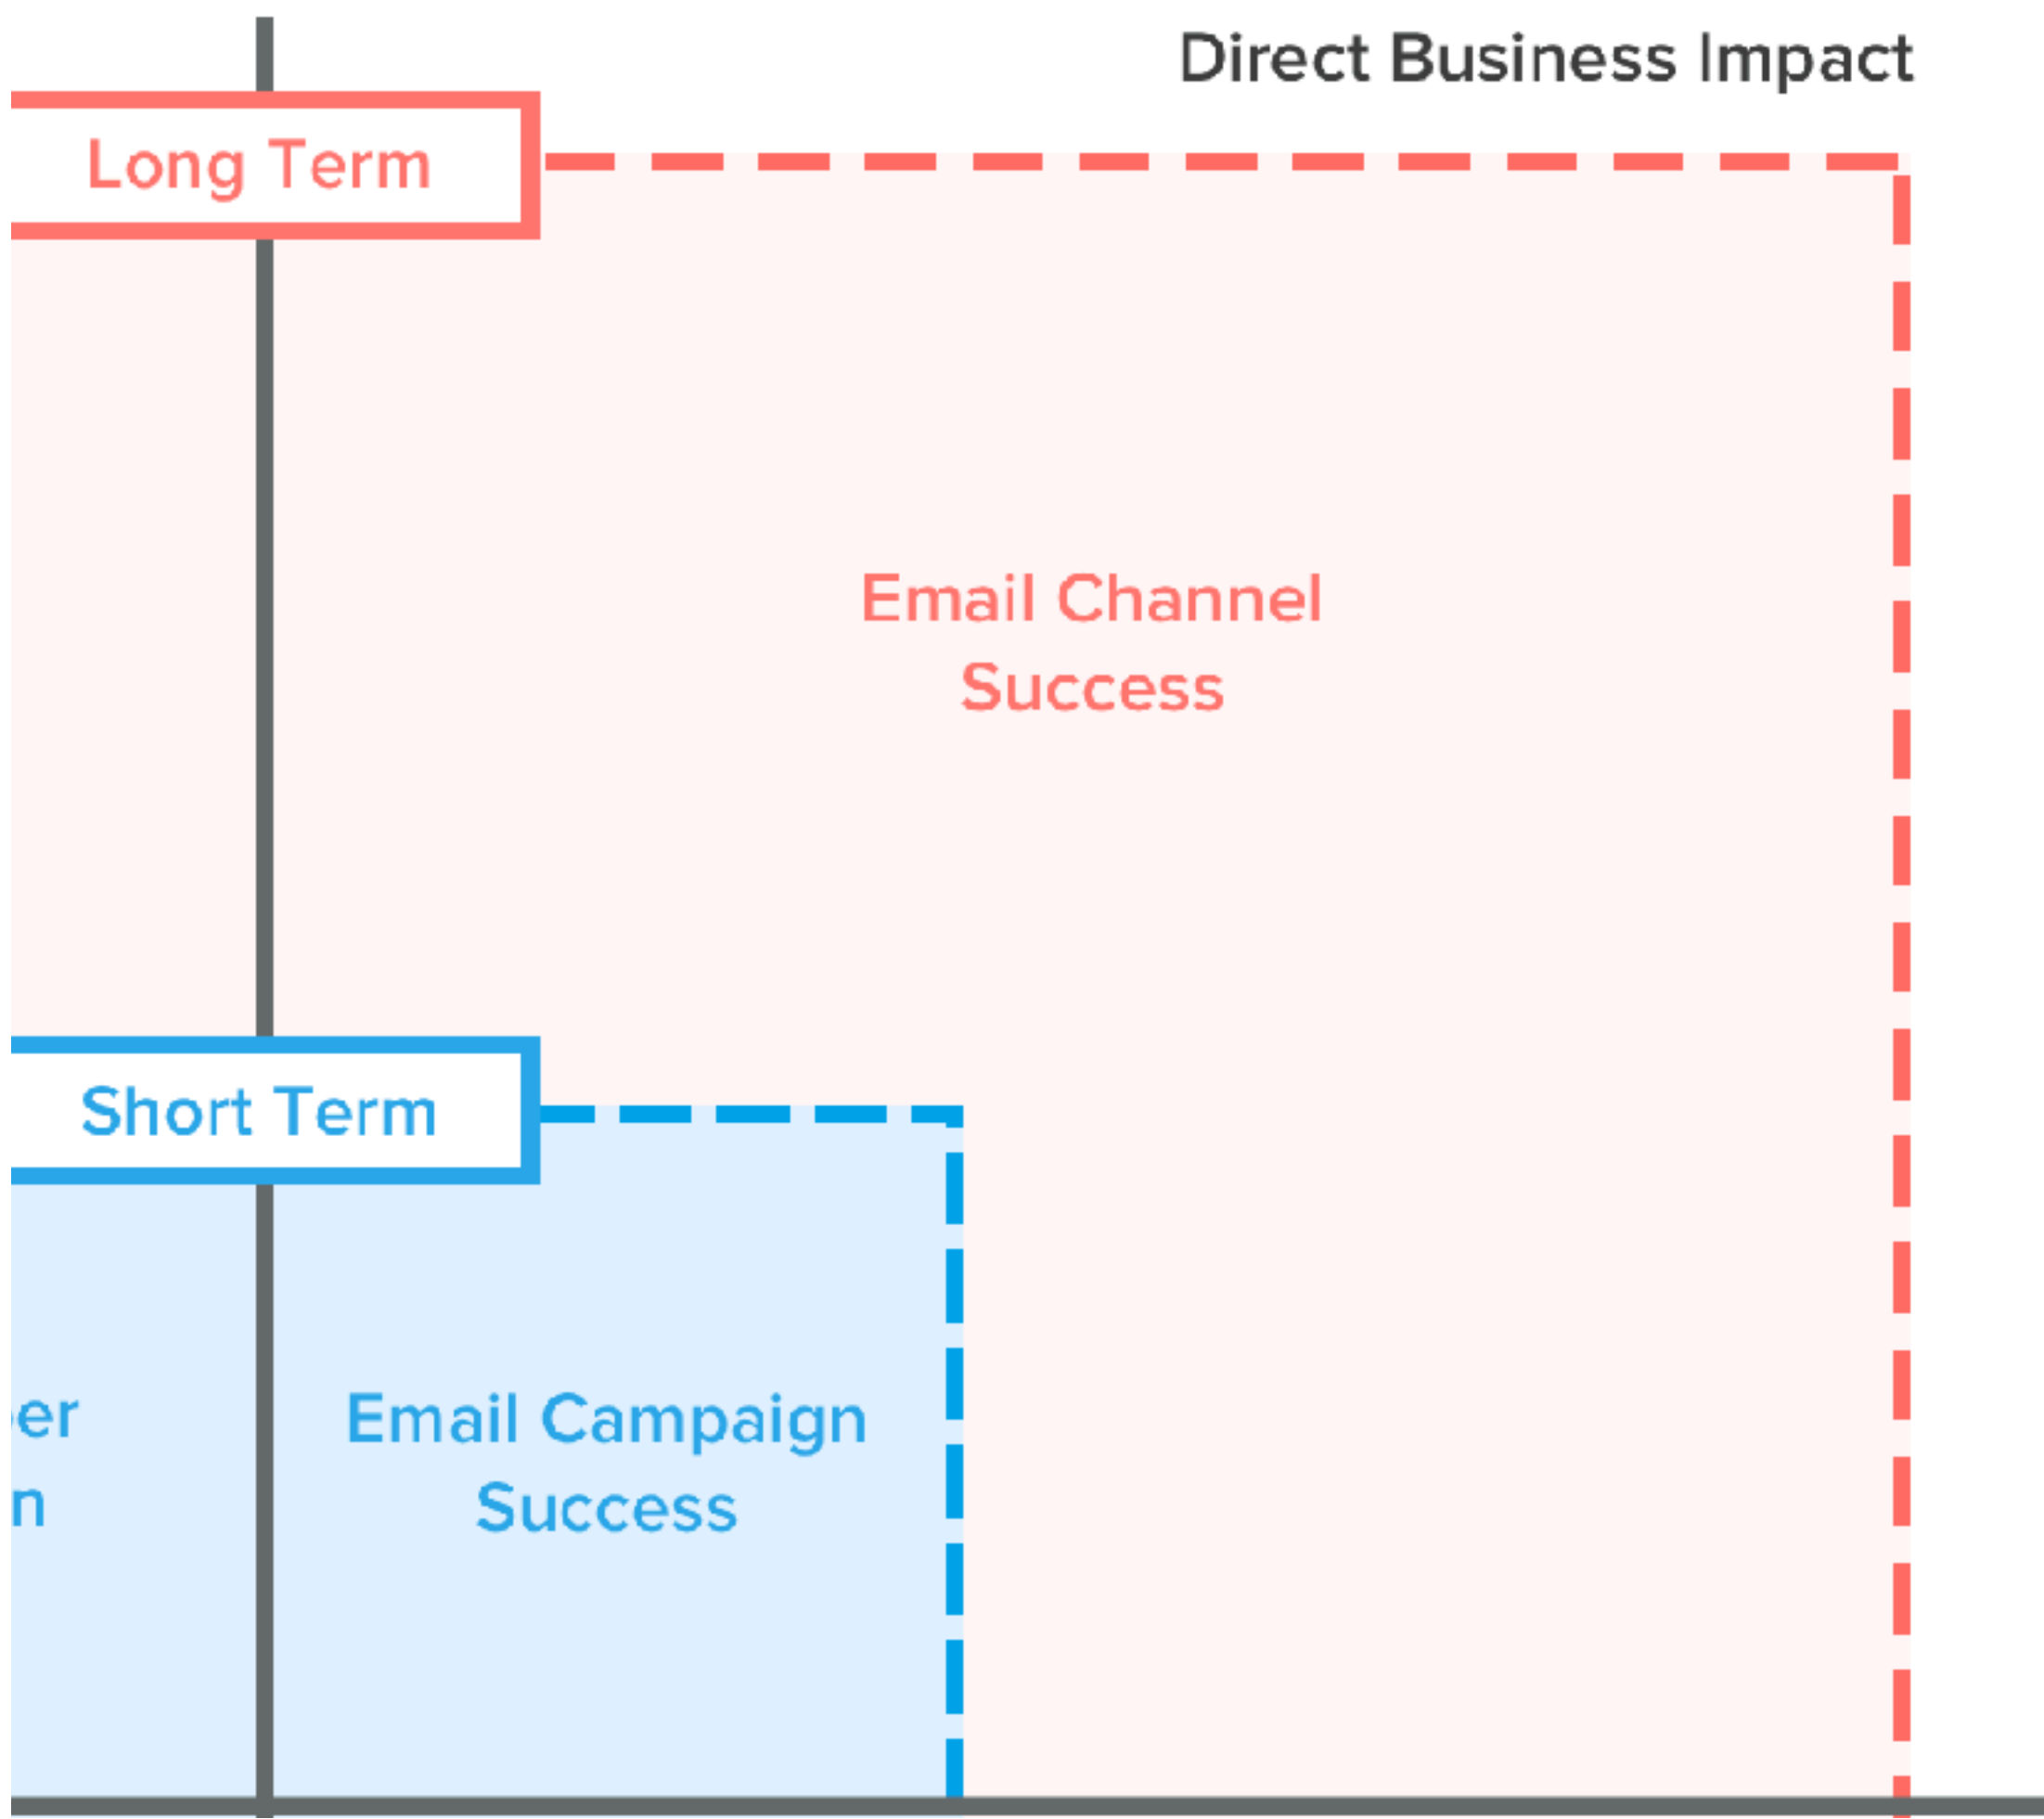 Direct Business Impact
Long Term
Email Channel
Success
Short Term
Email Campaign
Success